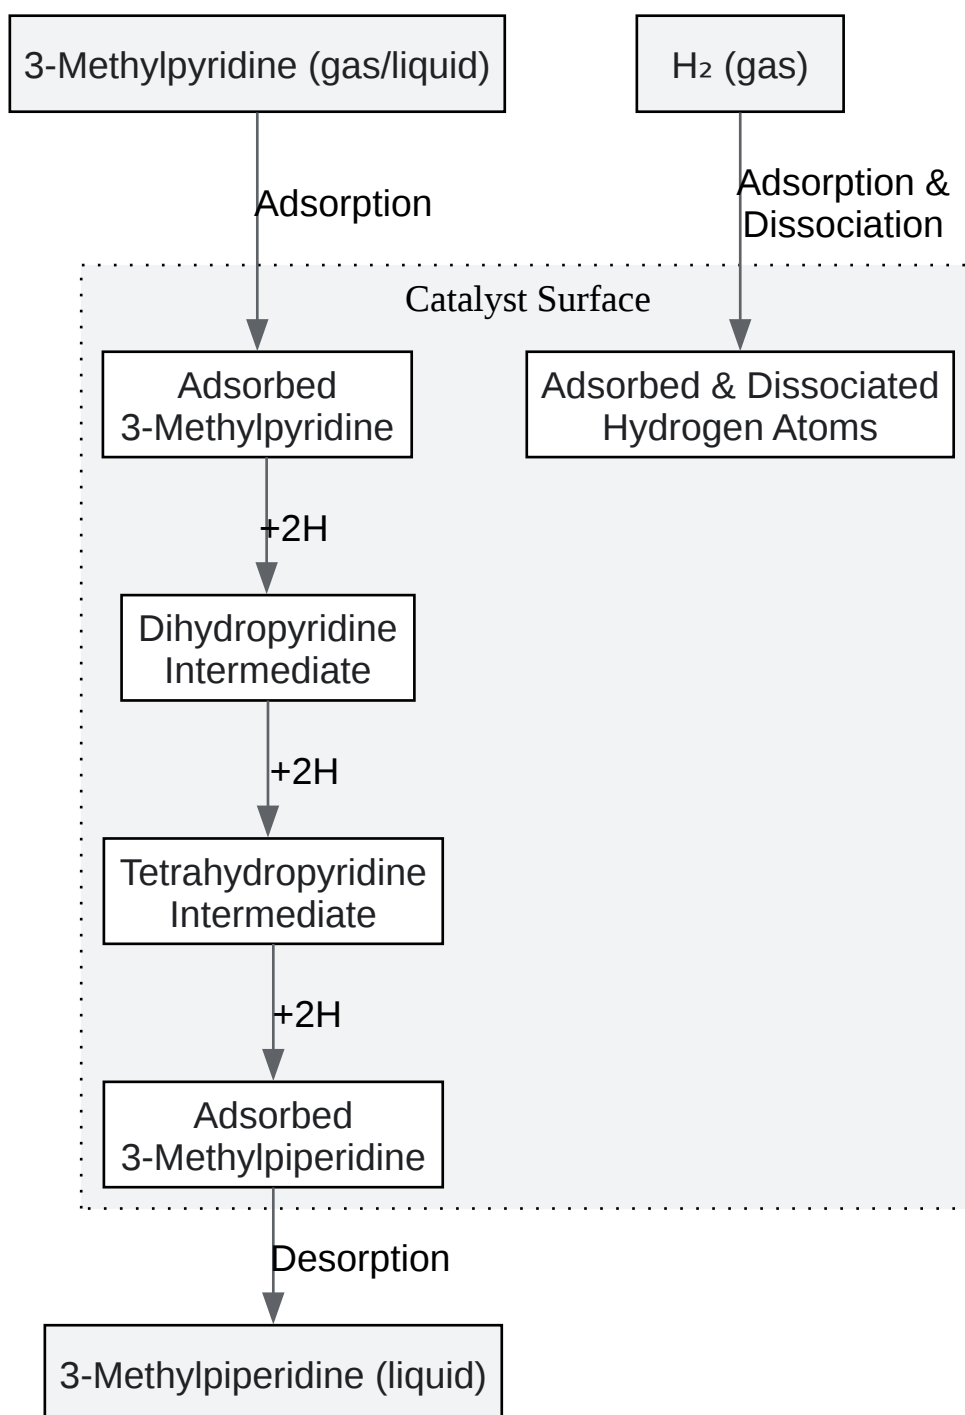 3-Methylpyridine (gas/liquid)
H₂ (gas)
Adsorption
Adsorption &
Dissociation
Catalyst Surface
Adsorbed
3-Methylpyridine
Adsorbed & Dissociated
Hydrogen Atoms
+2H
Dihydropyridine
Intermediate
+2H
Tetrahydropyridine
Intermediate
+2H
Adsorbed
3-Methylpiperidine
Desorption
3-Methylpiperidine (liquid)